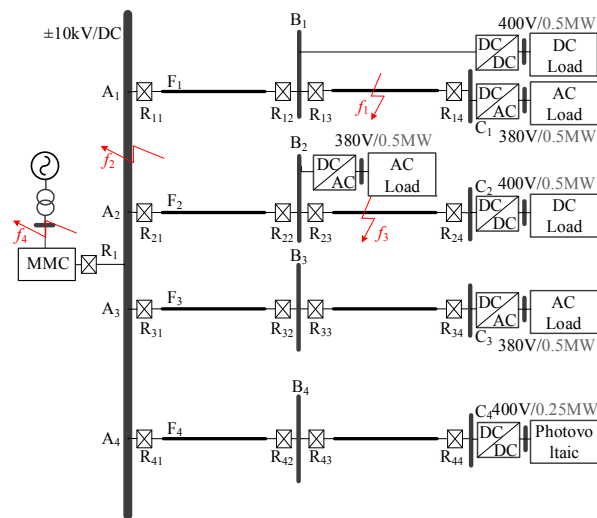 ±10kV/DC
B₁
400V/0.5MW
DC
DC
DC
Load
A₁
F₁
R₁₁
R₁₂
R₁₃
f₁
R₁₄
C₁
DC
AC
AC
Load
380V/0.5MW
f₂
B₂
380V/0.5MW
DC
AC
AC
Load
A₂
F₂
R₂₁
R₂₂
R₂₃
f₃
R₂₄
C₂
400V/0.5MW
DC
DC
DC
Load
f₄
MMC
R₁
B₃
A₃
F₃
R₃₁
R₃₂
R₃₃
R₃₄
C₃
DC
AC
AC
Load
380V/0.5MW
B₄
A₄
F₄
R₄₁
R₄₂
R₄₃
R₄₄
C₄
400V/0.25MW
DC
DC
Photovo
ltaic